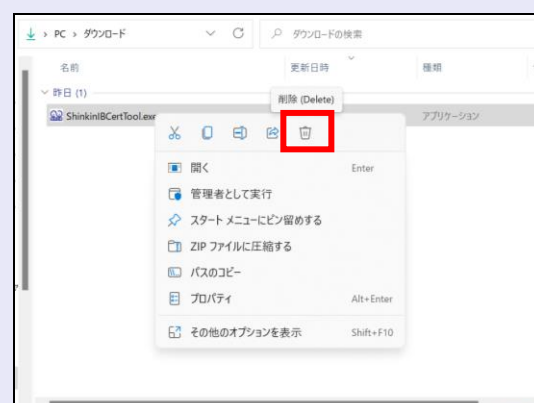 > PC > ダウンロード
ダウンロードの検索
名前 更新日時 種類
昨日 (1)
削除 (Delete)
ShinkinIBCertTool.exe アプリケーション
開く Enter
管理者として実行
スタート メニューにピン留めする
ZIP ファイルに圧縮する
パスのコピー
プロパティ Alt+Enter
その他のオプションを表示 Shift+F10